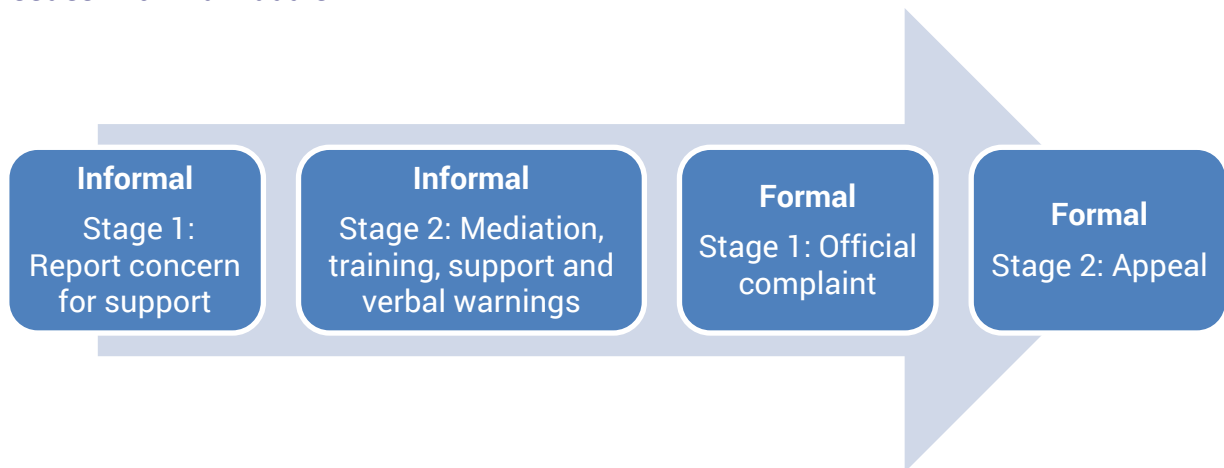 Informal
Stage 1:
Report concern
for support
Informal
Stage 2: Mediation,
training, support and
verbal warnings
Formal
Stage 1: Official
complaint
Formal
Stage 2: Appeal